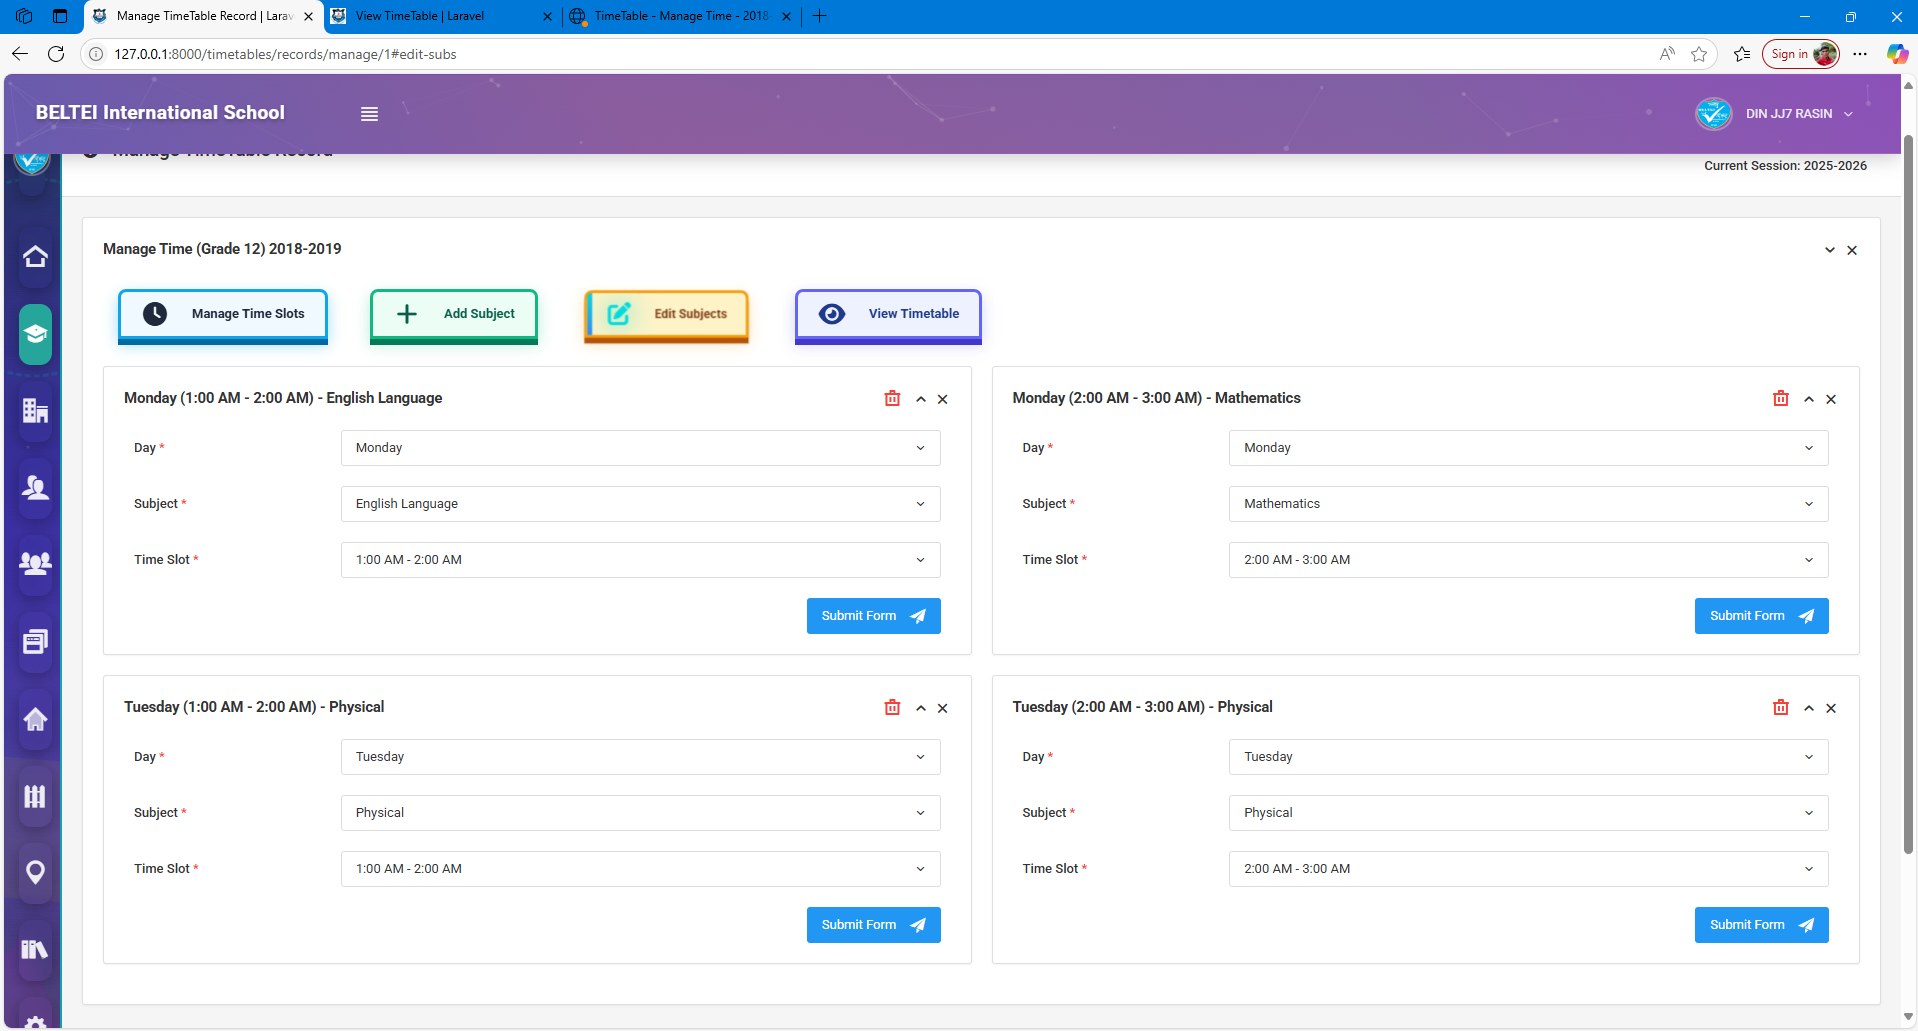 Manage TimeTable Record | Larav
View TimeTable | Laravel
TimeTable - Manage Time - 2018-
127.0.0.1:8000/timetables/records/manage/1#edit-subs
Sign in
BELTEI International School
DIN JJ7 RASIN
Manage TimeTable Record
Current Session: 2025-2026
Manage Time (Grade 12) 2018-2019
Manage Time Slots
Add Subject
Edit Subjects
View Timetable
Monday (1:00 AM - 2:00 AM) - English Language
Day *
Monday
Subject *
English Language
Time Slot *
1:00 AM - 2:00 AM
Submit Form
Monday (2:00 AM - 3:00 AM) - Mathematics
Day *
Monday
Subject *
Mathematics
Time Slot *
2:00 AM - 3:00 AM
Submit Form
Tuesday (1:00 AM - 2:00 AM) - Physical
Day *
Tuesday
Subject *
Physical
Time Slot *
1:00 AM - 2:00 AM
Submit Form
Tuesday (2:00 AM - 3:00 AM) - Physical
Day *
Tuesday
Subject *
Physical
Time Slot *
2:00 AM - 3:00 AM
Submit Form